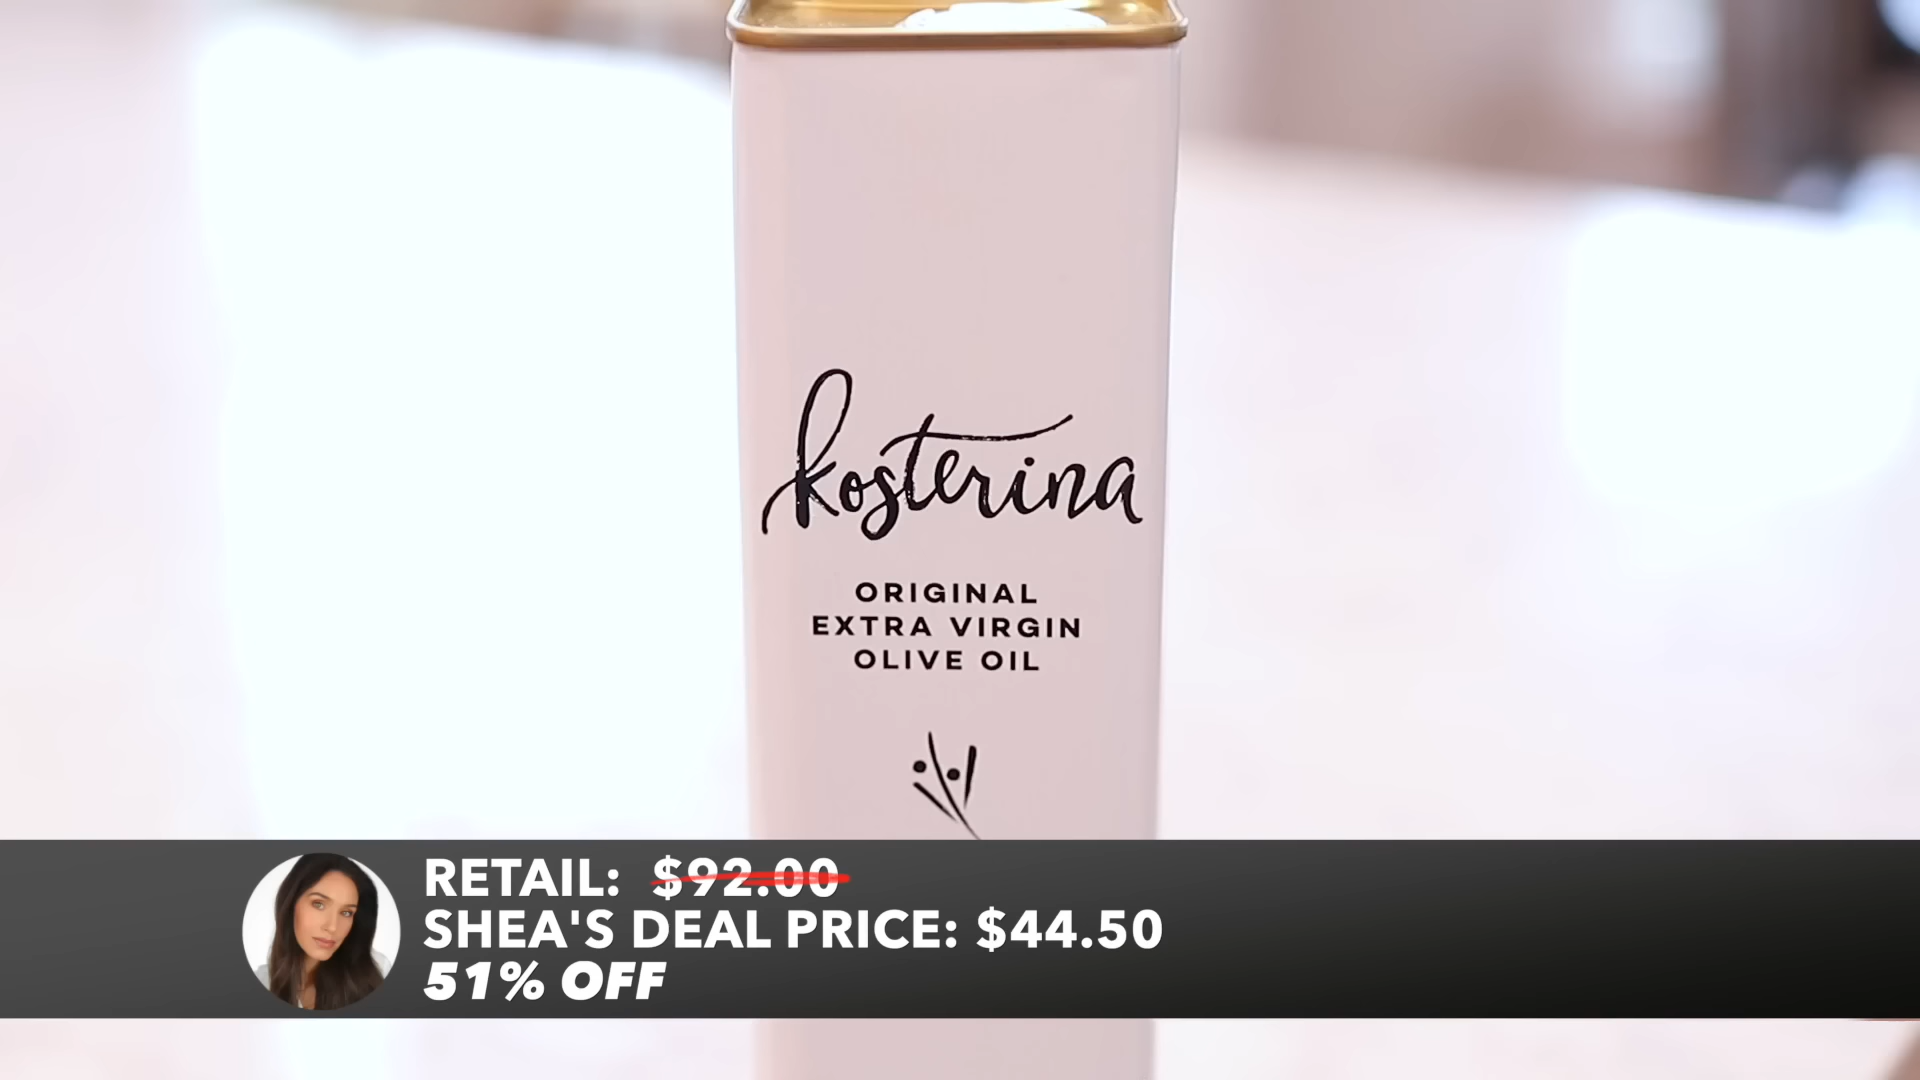 kosterina
ORIGINAL
EXTRA VIRGIN
OLIVE OIL
RETAIL: $92.00
SHEA'S DEAL PRICE: $44.50
51% OFF